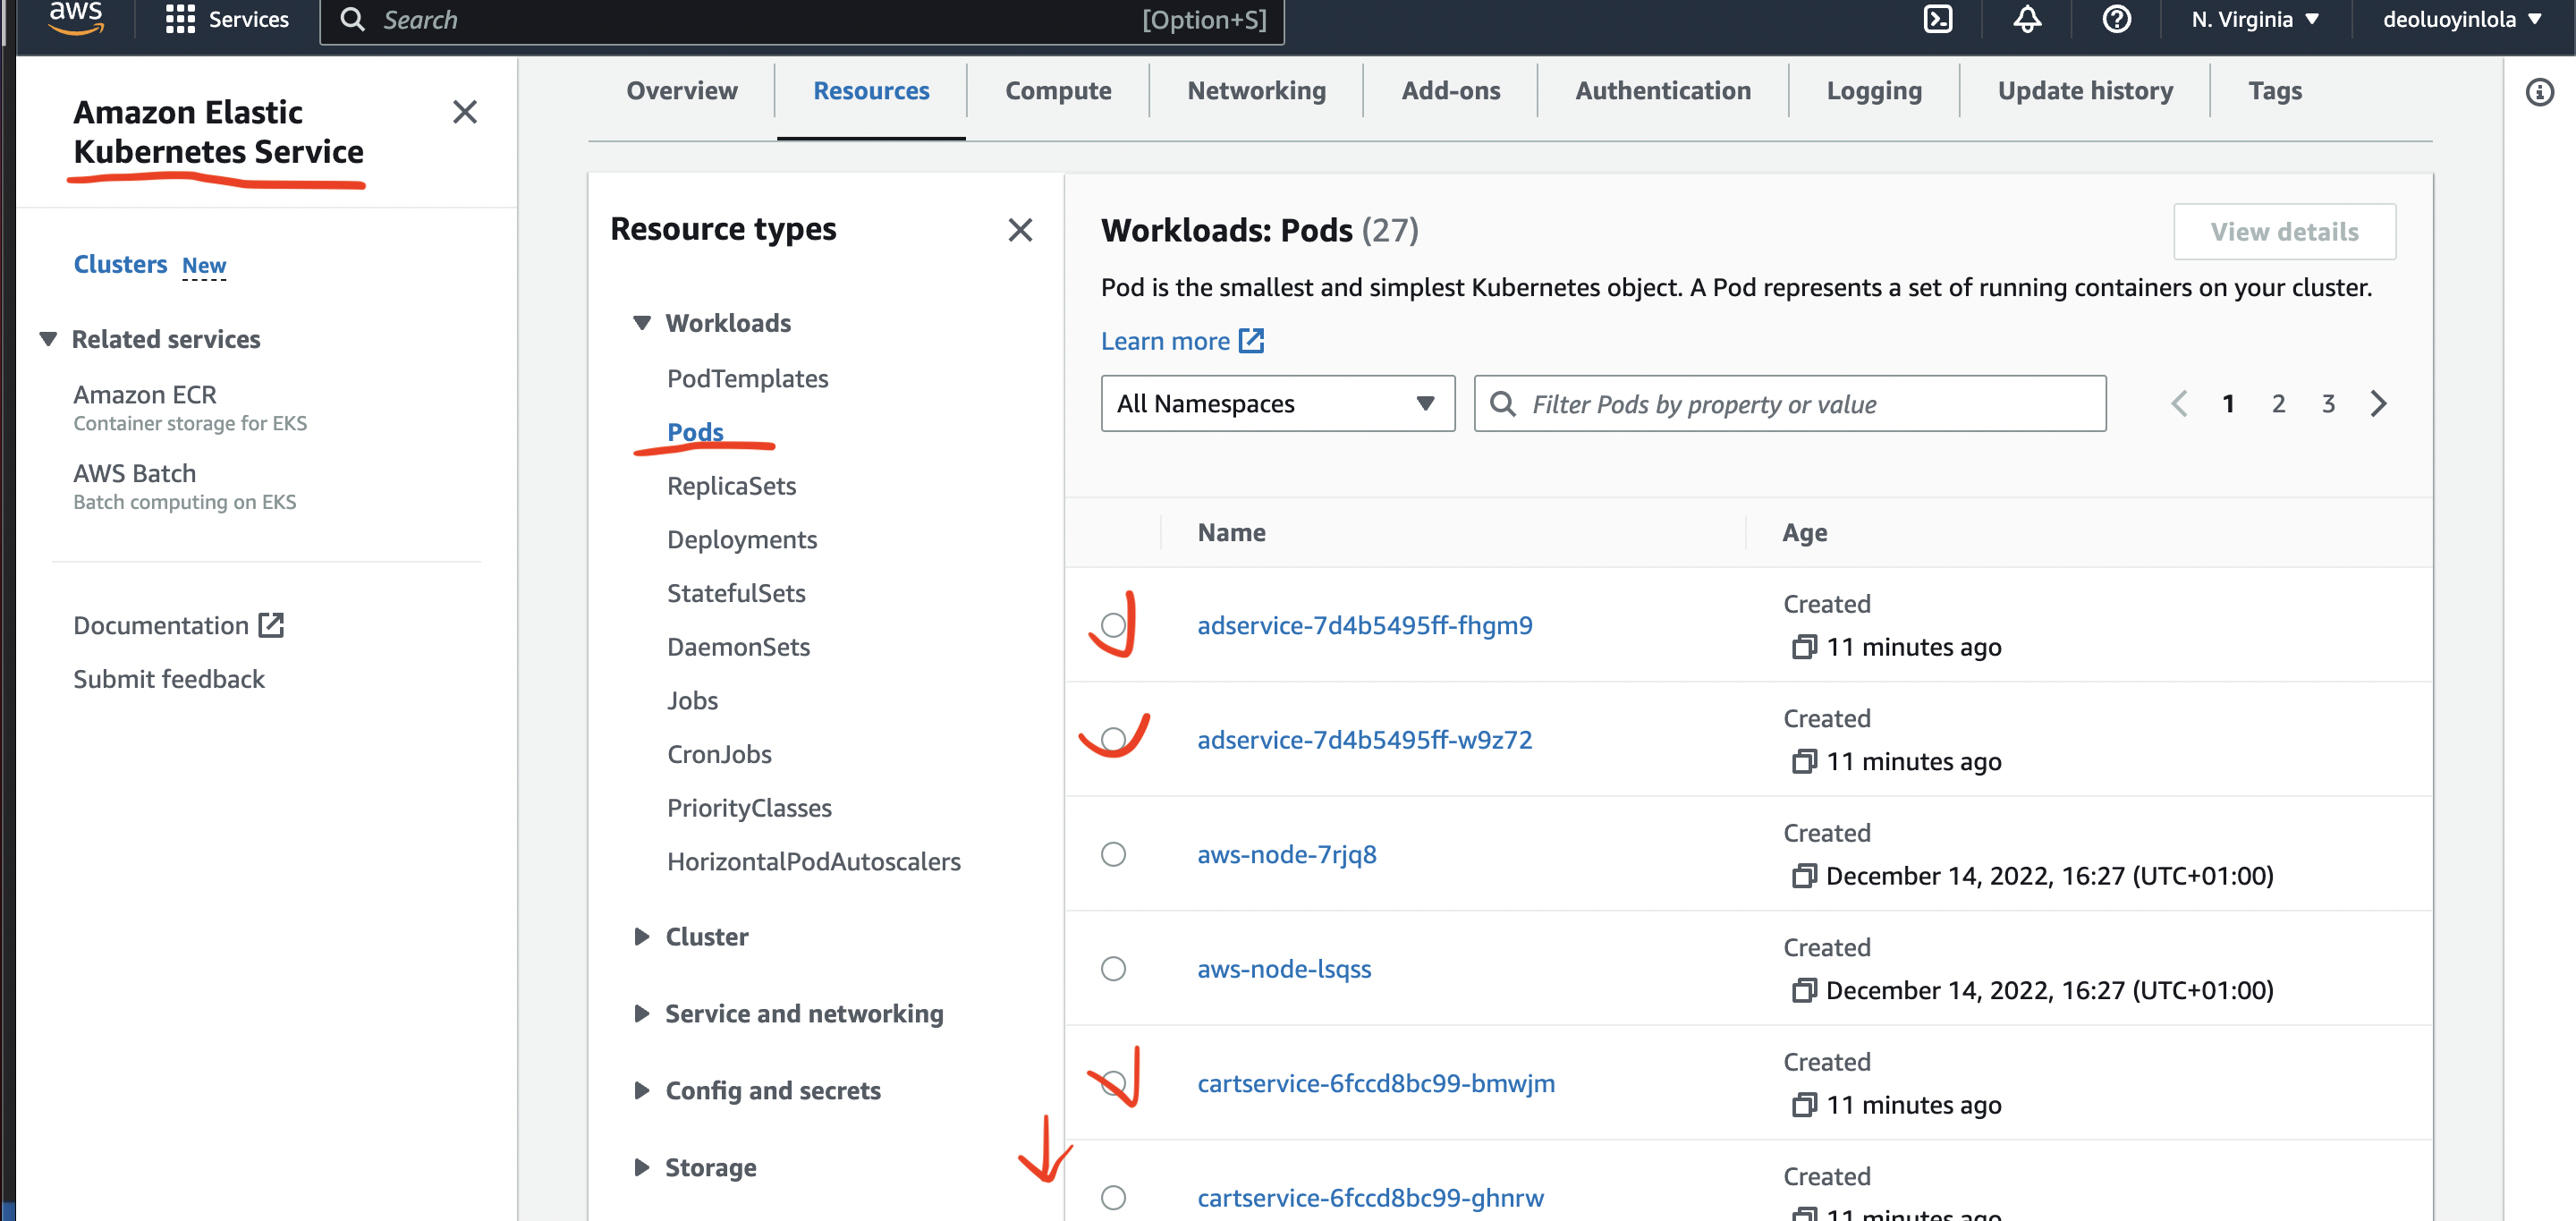 aws
Services
Search
[Option+S]
N. Virginia
deoluoyinlola
Amazon Elastic
Kubernetes Service
Clusters New
Related services
Amazon ECR
Container storage for EKS
AWS Batch
Batch computing on EKS
Documentation
Submit feedback
Overview
Resources
Compute
Networking
Add-ons
Authentication
Logging
Update history
Tags
Resource types
Workloads
PodTemplates
Pods
ReplicaSets
Deployments
StatefulSets
DaemonSets
Jobs
CronJobs
PriorityClasses
HorizontalPodAutoscalers
Cluster
Service and networking
Config and secrets
Storage
Workloads: Pods (27)
View details
Pod is the smallest and simplest Kubernetes object. A Pod represents a set of running containers on your cluster.
Learn more
All Namespaces
Filter Pods by property or value
1 2 3
Name
Age
adservice-7d4b5495ff-fhgm9
Created
11 minutes ago
adservice-7d4b5495ff-w9z72
Created
11 minutes ago
aws-node-7rjq8
Created
December 14, 2022, 16:27 (UTC+01:00)
aws-node-lsqss
Created
December 14, 2022, 16:27 (UTC+01:00)
cartservice-6fccd8bc99-bmwjm
Created
11 minutes ago
cartservice-6fccd8bc99-ghnrw
Created
11 minutes ago